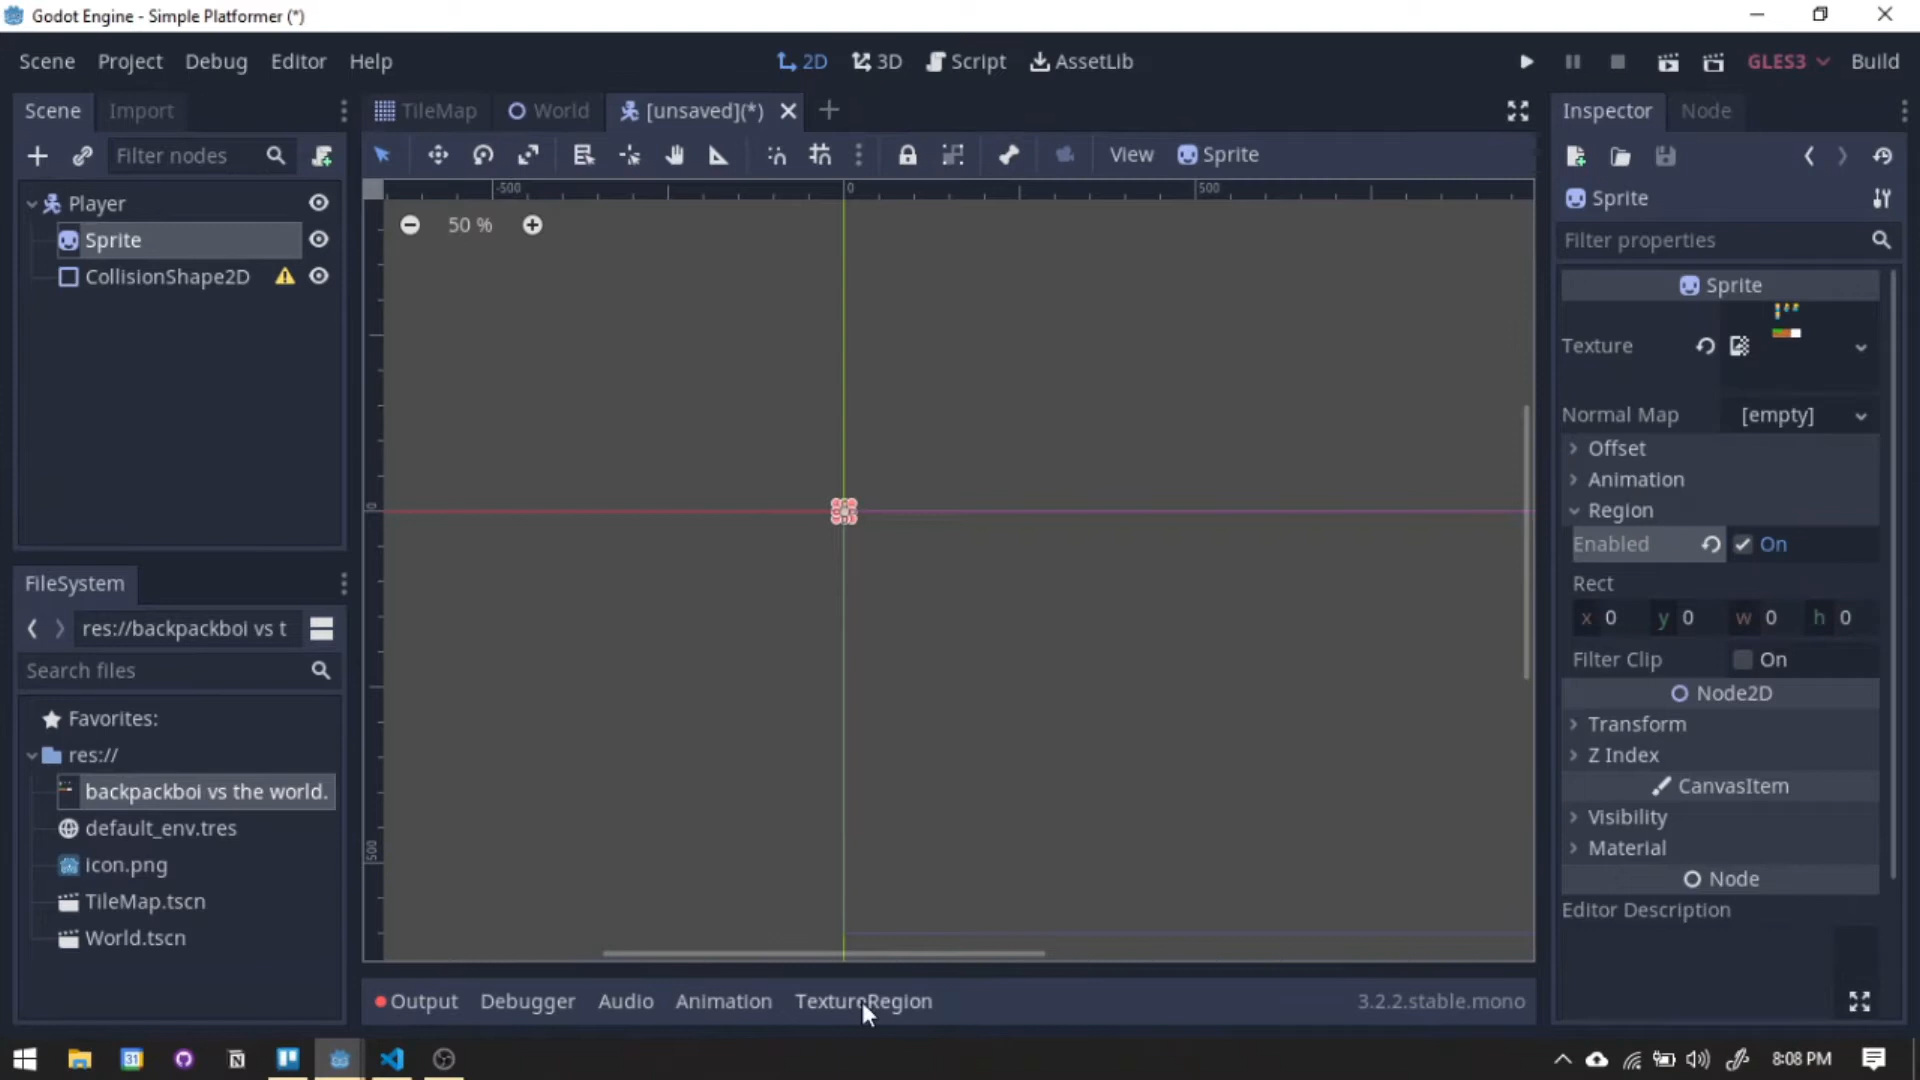 Godot Engine - Simple Platformer (*)
Scene Project Debug Editor Help
2D 3D Script AssetLib
GLES3 Build
Scene Import
TileMap World [unsaved](*)
Inspector Node
Filter nodes
View Sprite
-500 0 500
Player
Sprite
CollisionShape2D
50 %
0
500
Sprite
Filter properties
Sprite
Texture
Normal Map [empty]
Offset
Animation
Region
Enabled On
Rect
x 0 y 0 w 0 h 0
Filter Clip On
Node2D
Transform
Z Index
CanvasItem
Visibility
Material
Node
Editor Description
FileSystem
res://backpackboi vs t
Search files
Favorites:
res://
backpackboi vs the world.
default_env.tres
icon.png
TileMap.tscn
World.tscn
Output Debugger Audio Animation TextureRegion 3.2.2.stable.mono
31
8:08 PM